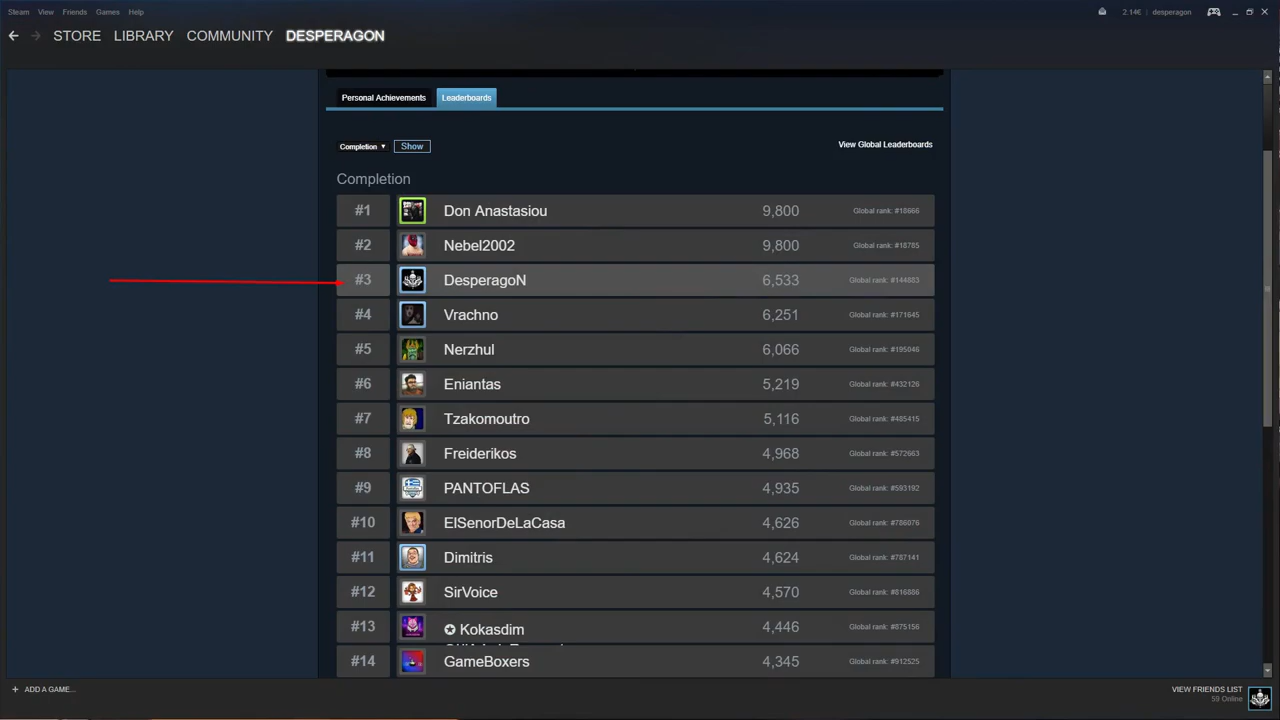 Steam View Friends Games Help 2.14€ desperagon
STORE LIBRARY COMMUNITY DESPERAGON
Personal Achievements Leaderboards
Completion ▼ Show View Global Leaderboards
Completion
#1 Don Anastasiou 9,800 Global rank: #18666
#2 Nebel2002 9,800 Global rank: #18785
#3 DesperagoN 6,533 Global rank: #144883
#4 Vrachno 6,251 Global rank: #171645
#5 Nerzhul 6,066 Global rank: #195046
#6 Eniantas 5,219 Global rank: #432126
#7 Tzakomoutro 5,116 Global rank: #485415
#8 Freiderikos 4,968 Global rank: #572663
#9 PANTOFLAS 4,935 Global rank: #593192
#10 ElSenorDeLaCasa 4,626 Global rank: #786076
#11 Dimitris 4,624 Global rank: #787141
#12 SirVoice 4,570 Global rank: #816886
#13 ✪ Kokasdim 4,446 Global rank: #875156
#14 GameBoxers 4,345 Global rank: #912525
+ ADD A GAME... VIEW FRIENDS LIST
59 Online